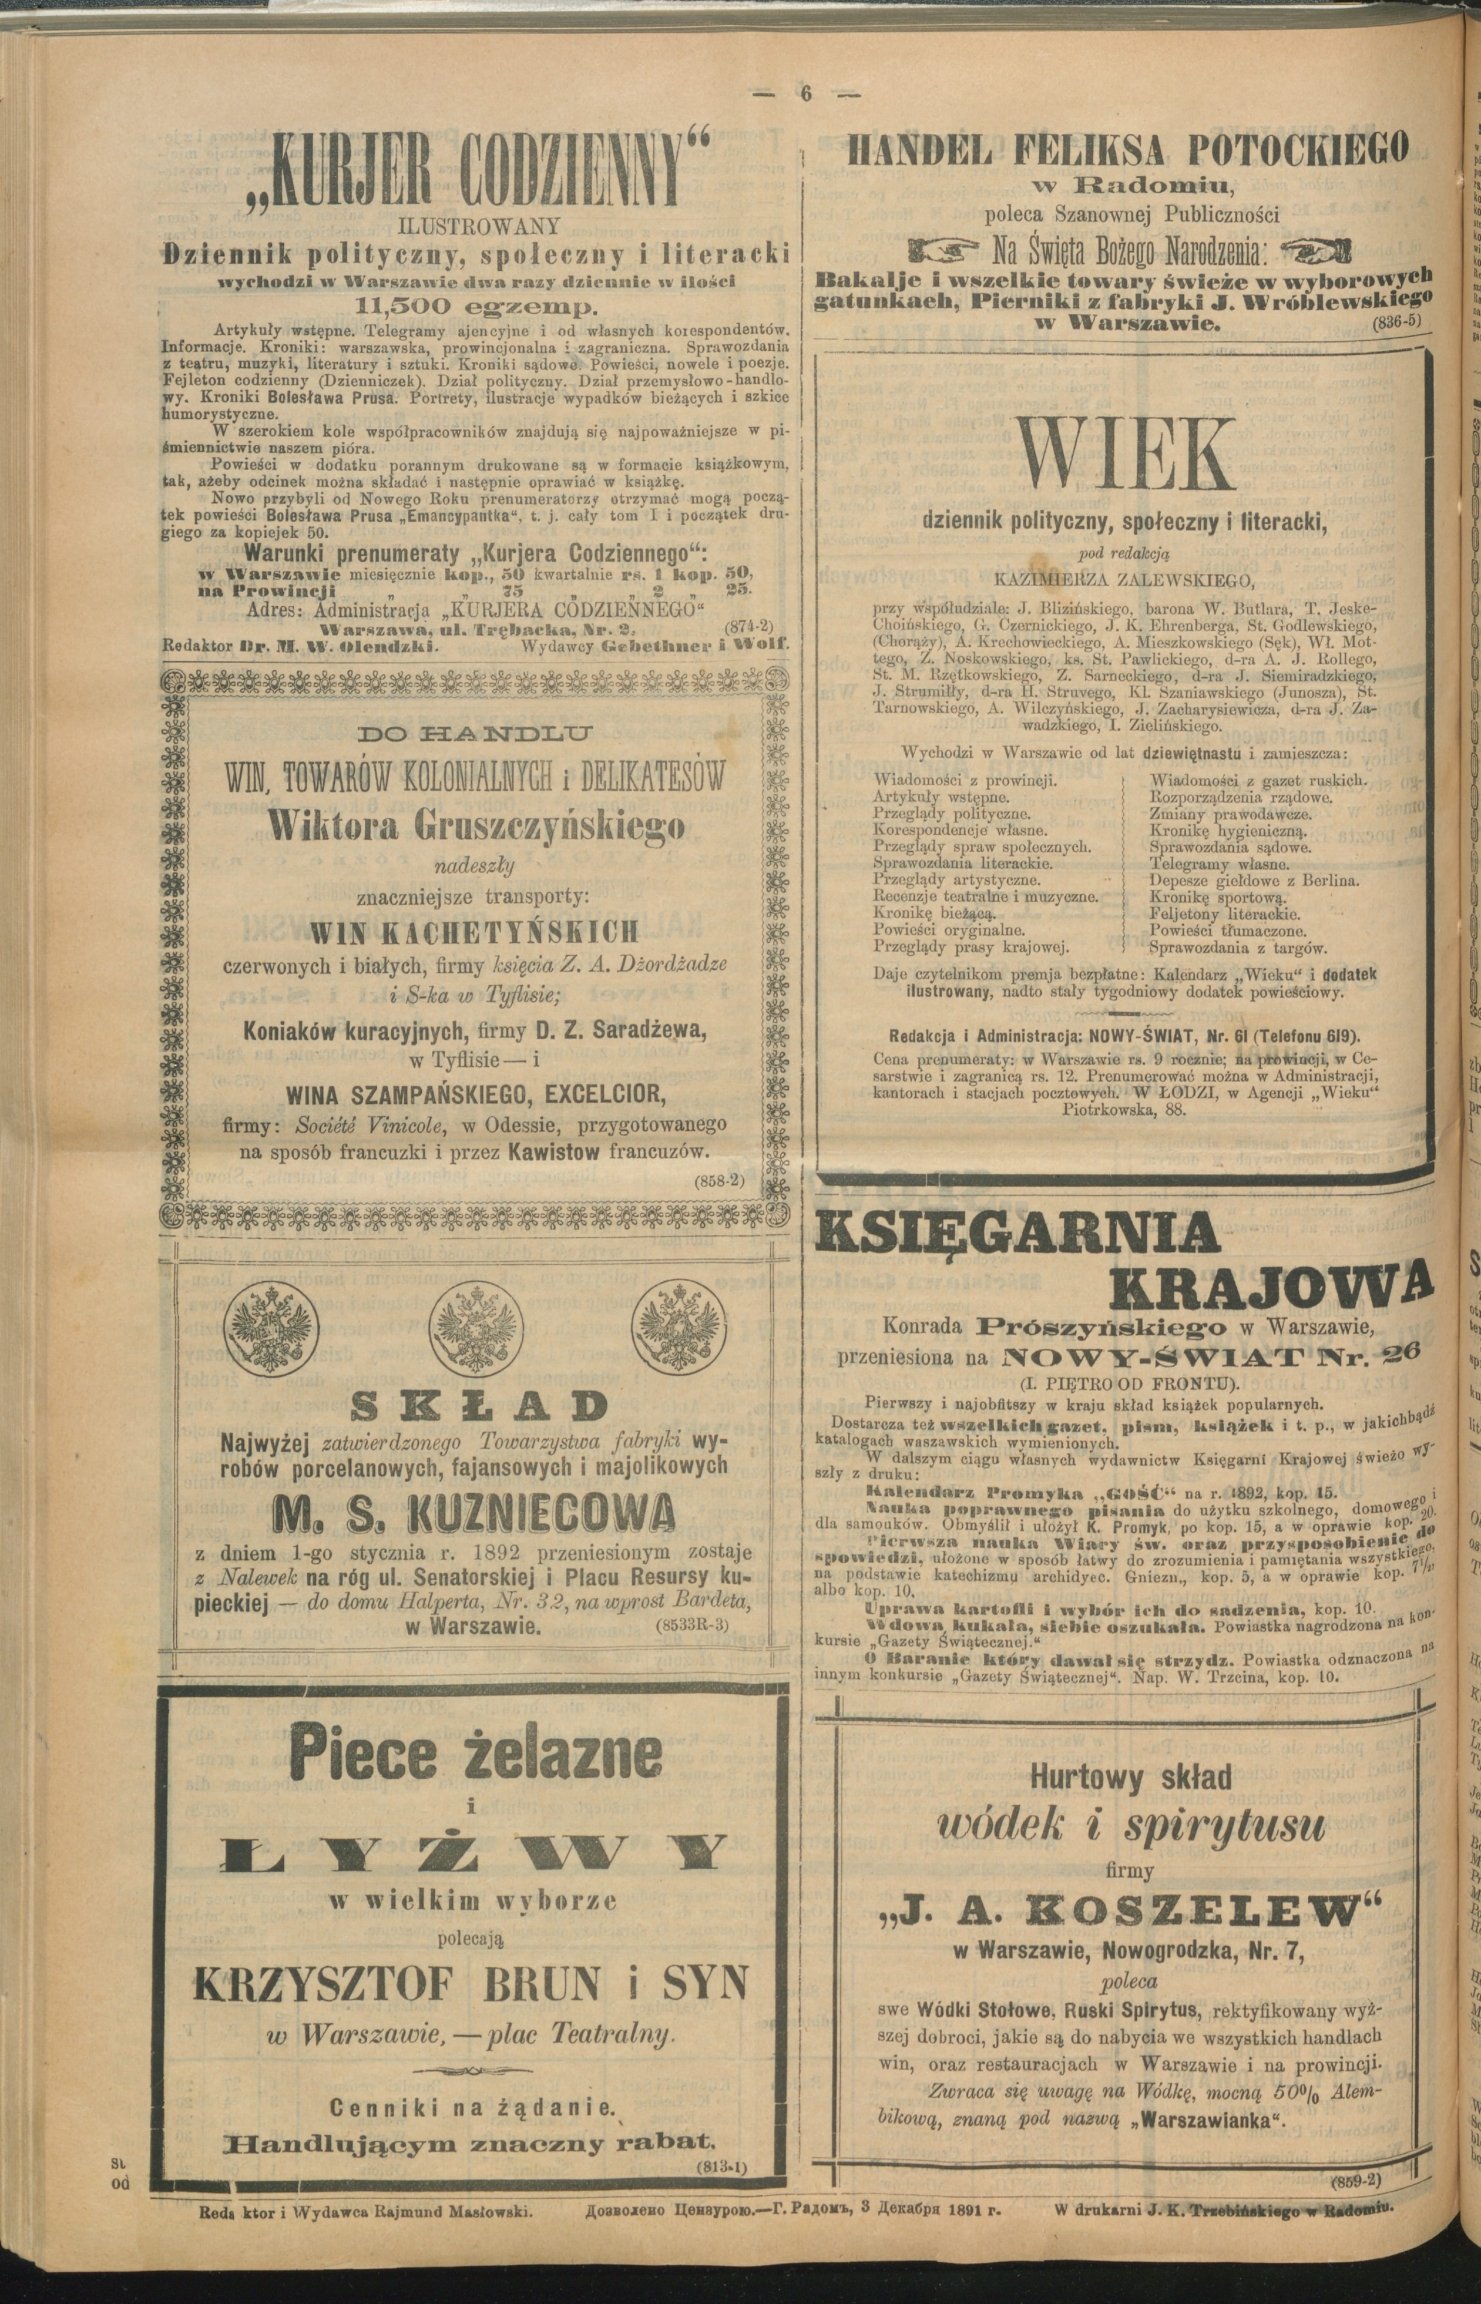 — 6 —
„KURJER CODZIENNY“
ILUSTROWANY
Dziennik polityczny, społeczny i literacki
wychodzi w Warszawie dwa razy dziennie w ilości
11,500 egzemp.
Artykuły wstępne. Telegramy ajencyjne i od własnych korespondentów.
Informacje. Kroniki: warszawska, prowincjonalna i zagraniczna. Sprawozdania
z teatru, muzyki, literatury i sztuki. Kroniki sądowe. Powieści, nowele i poezje.
Fejleton codzienny (Dzienniczek). Dział polityczny. Dział przemysłowo-handlo-
wy. Kroniki Bolesława Prusa. Portrety, ilustracje wypadków bieżących i szkice
humorystyczne.
W szerokiem kole współpracowników znajdują się najpoważniejsze w pi-
śmiennictwie naszem pióra.
Powieści w dodatku porannym drukowane są w formacie książkowym,
tak, ażeby odcinek można składać i następnie oprawiać w książkę.
Nowo przybyli od Nowego Roku prenumeratorzy otrzymać mogą począ-
tek powieści Bolesława Prusa „Emancypantka“, t. j. cały tom I i początek dru-
giego za kopiejek 50.
Warunki prenumeraty „Kurjera Codziennego“:
w Warszawie miesięcznie kop., 50 kwartalnie rs. 1 kop. 50,
na Prowincji „ 75 „ 2 „ 25.
Adres: Administracja „KURJERA CODZIENNEGO“
Warszawa, ul. Trębacka, Nr. 2. (874-2)
Redaktor Dr. M. W. Olendzki. Wydawcy Gebethner i Wolf.
DO HANDLU
WIN, TOWARÓW KOLONIALNYCH i DELIKATESÓW
Wiktora Gruszczyńskiego
nadeszły
znaczniejsze transporty:
WIN KACHETYŃSKICH
czerwonych i białych, firmy księcia Z. A. Dżordżadze
i S-ka w Tyflisie;
Koniaków kuracyjnych, firmy D. Z. Saradżewa,
w Tyflisie — i
WINA SZAMPAŃSKIEGO, EXCELCIOR,
firmy: Société Vinicole, w Odessie, przygotowanego
na sposób francuzki i przez Kawistow francuzów.
(858-2)
SKŁAD
Najwyżej zatwierdzonego Towarzystwa fabryki wy-
robów porcelanowych, fajansowych i majolikowych
M. S. KUZNIECOWA
z dniem 1-go stycznia r. 1892 przeniesionym zostaje
z Nalewek na róg ul. Senatorskiej i Placu Resursy ku-
pieckiej — do domu Halperta, Nr. 32, na wprost Bardeta,
w Warszawie. (8533R-3)
Piece żelazne
i
ŁYŻWY
w wielkim wyborze
polecają
KRZYSZTOF BRUN i SYN
w Warszawie, — plac Teatralny.
Cenniki na żądanie.
Handlującym znaczny rabat.
(813-1)
HANDEL FELIKSA POTOCKIEGO
w Radomiu,
poleca Szanownej Publiczności
Na Święta Bożego Narodzenia:
Bakalje i wszelkie towary świeże w wyborowych
gatunkach, Pierniki z fabryki J. Wróblewskiego
w Warszawie. (836-5)
WIEK
dziennik polityczny, społeczny i literacki,
pod redakcją
KAZIMIERZA ZALEWSKIEGO,
przy współudziale: J. Blizińskiego, barona W. Butlara, T. Jeske-
Choińskiego, G. Czernickiego, J. K. Ehrenberga, St. Godlewskiego,
(Chorąży), A. Krechowieckiego, A. Mieszkowskiego (Sęk), Wł. Mot-
tego, Z. Noskowskiego, ks. St. Pawlickiego, d-ra A. J. Rollego,
St. M. Rzętkowskiego, Z. Sarneckiego, d-ra J. Siemiradzkiego,
J. Strumiłły, d-ra H. Struvego, Kl. Szaniawskiego (Junosza), St.
Tarnowskiego, A. Wilczyńskiego, J. Zacharysiewicza, d-ra J. Za-
wadzkiego, I. Zielińskiego.
Wychodzi w Warszawie od lat dziewiętnastu i zamieszcza:
Wiadomości z prowincji.
Artykuły wstępne.
Przeglądy polityczne.
Korespondencje własne.
Przeglądy spraw społecznych.
Sprawozdania literackie.
Przeglądy artystyczne.
Recenzje teatralne i muzyczne.
Kronikę bieżącą.
Powieści oryginalne.
Przeglądy prasy krajowej.
Wiadomości z gazet ruskich.
Rozporządzenia rządowe.
Zmiany prawodawcze.
Kronikę hygieniczną.
Sprawozdania sądowe.
Telegramy własne.
Depesze giełdowe z Berlina.
Kronikę sportową.
Feljetony literackie.
Powieści tłumaczone.
Sprawozdania z targów.
Daje czytelnikom premja bezpłatne: Kalendarz „Wieku“ i dodatek
ilustrowany, nadto stały tygodniowy dodatek powieściowy.
Redakcja i Administracja: NOWY-ŚWIAT, Nr. 61 (Telefonu 619).
Cena prenumeraty: w Warszawie rs. 9 rocznie; na prowincji, w Ce-
sarstwie i zagranicą rs. 12. Prenumerować można w Administracji,
kantorach i stacjach pocztowych. W ŁODZI, w Agencji „Wieku“
Piotrkowska, 88.
KSIĘGARNIA
KRAJOWA
Konrada Prószyńskiego w Warszawie,
przeniesiona na NOWY-ŚWIAT Nr. 26
(I. PIĘTRO OD FRONTU).
Pierwszy i najobfitszy w kraju skład książek popularnych.
Dostarcza też wszelkich gazet, pism, książek i t. p., w jakichbądź
katalogach waszawskich wymienionych.
W dalszym ciągu własnych wydawnictw Księgarni Krajowej świeżo wy-
szły z druku:
Kalendarz Promyka „GOŚĆ“ na r. 1892, kop. 15.
Nauka poprawnego pisania do użytku szkolnego, domowego i
dla samouków. Obmyślił i ułożył K. Promyk, po kop. 15, a w oprawie kop. 20.
Pierwsza nauka Wiary św. oraz przysposobienie do
spowiedzi, ułożone w sposób łatwy do zrozumienia i pamiętania wszystkiego,
na podstawie katechizmu archidyec. Gniezn., kop. 5, a w oprawie kop. 7½,
albo kop. 10.
Uprawa kartofli i wybór ich do sadzenia, kop. 10.
Wdowa kukała, siebie oszukała. Powiastka nagrodzona na kon-
kursie „Gazety Świątecznej.“
O Baranie który dawał się strzydz. Powiastka odznaczona na
innym konkursie „Gazety Świątecznej“. Nap. W. Trzcina, kop. 10.
Hurtowy skład
wódek i spirytusu
firmy
„J. A. KOSZELEW“
w Warszawie, Nowogrodzka, Nr. 7,
poleca
swe Wódki Stołowe, Ruski Spirytus, rektyfikowany wyż-
szej dobroci, jakie są do nabycia we wszystkich handlach
win, oraz restauracjach w Warszawie i na prowincji.
Zwraca się uwagę na Wódkę, mocną 50% Alem-
bikową, znaną pod nazwą „Warszawianka“.
(859-2)
St
od
Redaktor i Wydawca Rajmund Masłowski. Дозволено Цензурою.—Г. Радомъ, 3 Декабря 1891 г. W drukarni J. K. Trzebińskiego w Radomiu.